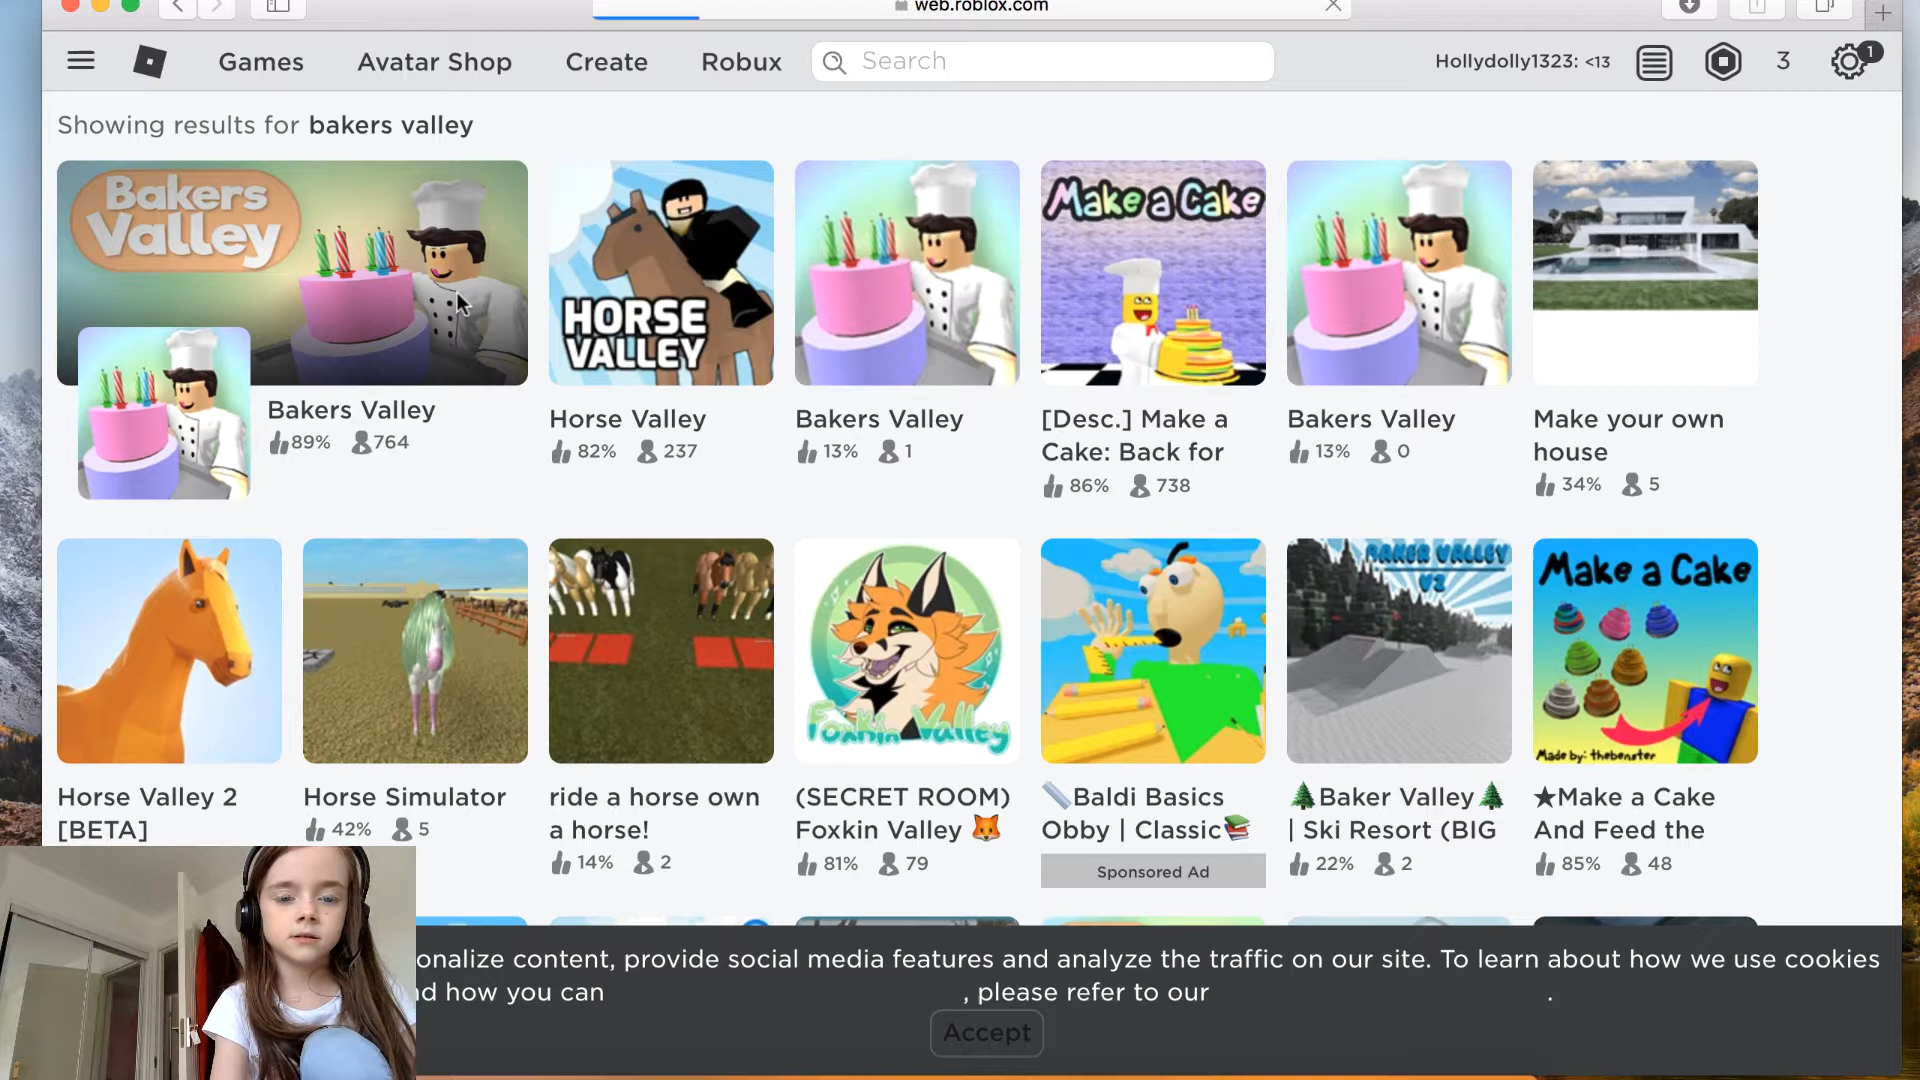 web.roblox.com
Games Avatar Shop Create Robux Search Hollydolly1323: <13 3 1
Showing results for bakers valley
Bakers
Valley
HORSE
VALLEY
Make a Cake
Bakers Valley
89% 764
Horse Valley
82% 237
Bakers Valley
13% 1
[Desc.] Make a
Cake: Back for
86% 738
Bakers Valley
13% 0
Make your own
house
34% 5
Foxkin Valley
BAKER VALLEY
V2
Make a Cake
Made by: thebenster
Horse Valley 2
[BETA]
Horse Simulator
42% 5
ride a horse own
a horse!
14% 2
(SECRET ROOM)
Foxkin Valley 🦊
81% 79
📏Baldi Basics
Obby | Classic📚
Sponsored Ad
🌲Baker Valley🌲
| Ski Resort (BIG
22% 2
★Make a Cake
And Feed the
85% 48
onalize content, provide social media features and analyze the traffic on our site. To learn about how we use cookies
d how you can , please refer to our .
Accept